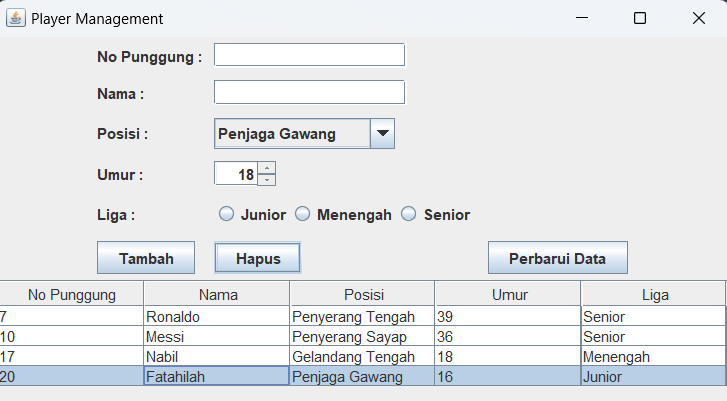 Player Management
No Punggung :
Nama :
Posisi : Penjaga Gawang
Umur : 18
Liga : Junior Menengah Senior
Tambah Hapus Perbarui Data
No Punggung Nama Posisi Umur Liga
7 Ronaldo Penyerang Tengah 39 Senior
10 Messi Penyerang Sayap 36 Senior
17 Nabil Gelandang Tengah 18 Menengah
20 Fatahilah Penjaga Gawang 16 Junior